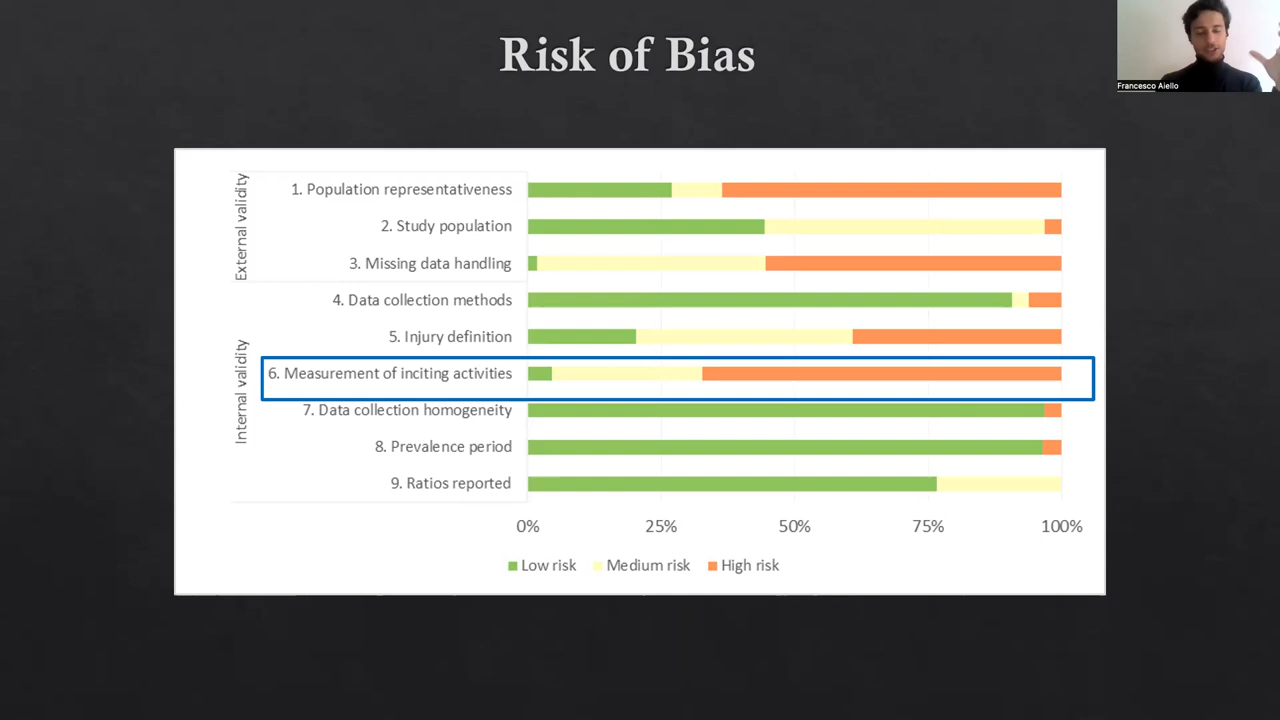 Risk of Bias
Francesco Aiello
External validity
1. Population representativeness
2. Study population
3. Missing data handling
Internal validity
4. Data collection methods
5. Injury definition
6. Measurement of inciting activities
7. Data collection homogeneity
8. Prevalence period
9. Ratios reported
0% 25% 50% 75% 100%
Low risk Medium risk High risk